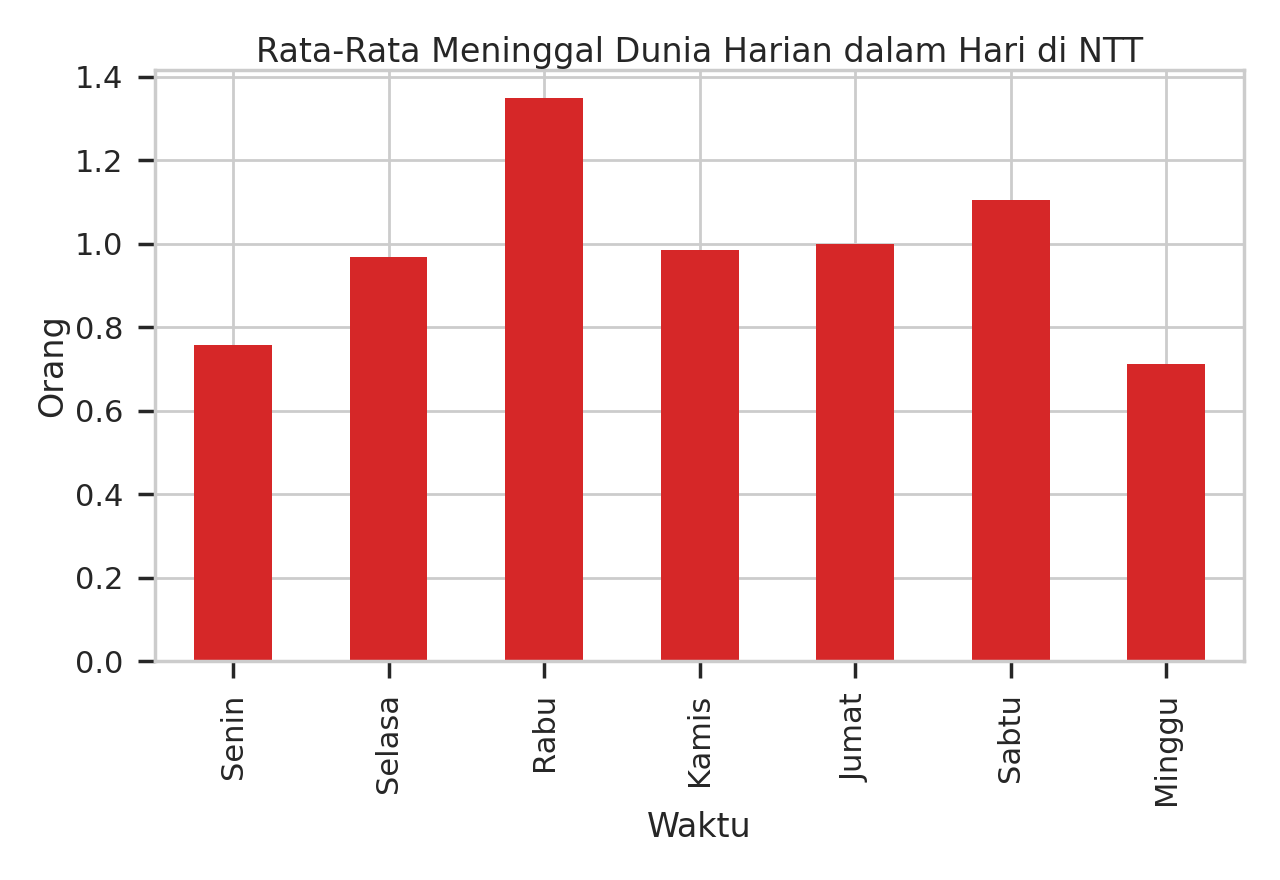 Rata-Rata Meninggal Dunia Harian dalam Hari di NTT
1.4
1.2
1.0
0.8
0.6
0.4
0.2
0.0
Orang
Senin
Selasa
Rabu
Kamis
Jumat
Sabtu
Minggu
Waktu